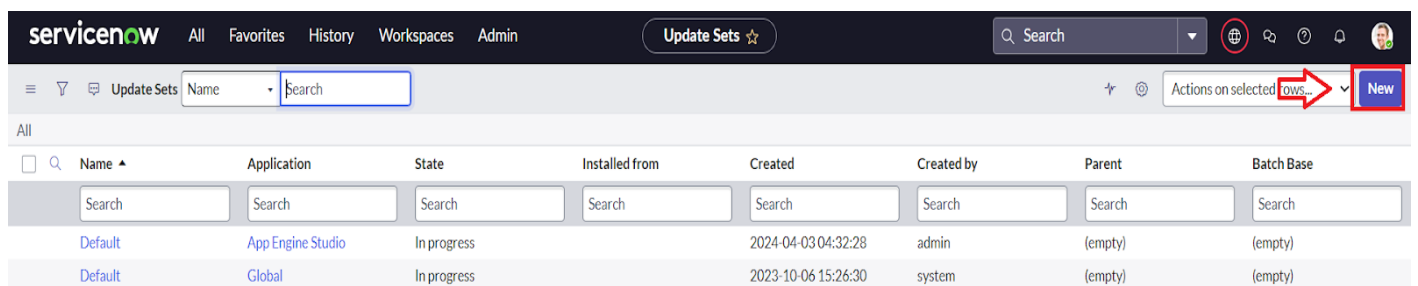 servicenow All Favorites History Workspaces Admin Update Sets Search
Update Sets Name Search Actions on selected rows... New
All
Name Application State Installed from Created Created by Parent Batch Base
Search Search Search Search Search Search Search Search
Default App Engine Studio In progress 2024-04-03 04:32:28 admin (empty) (empty)
Default Global In progress 2023-10-06 15:26:30 system (empty) (empty)